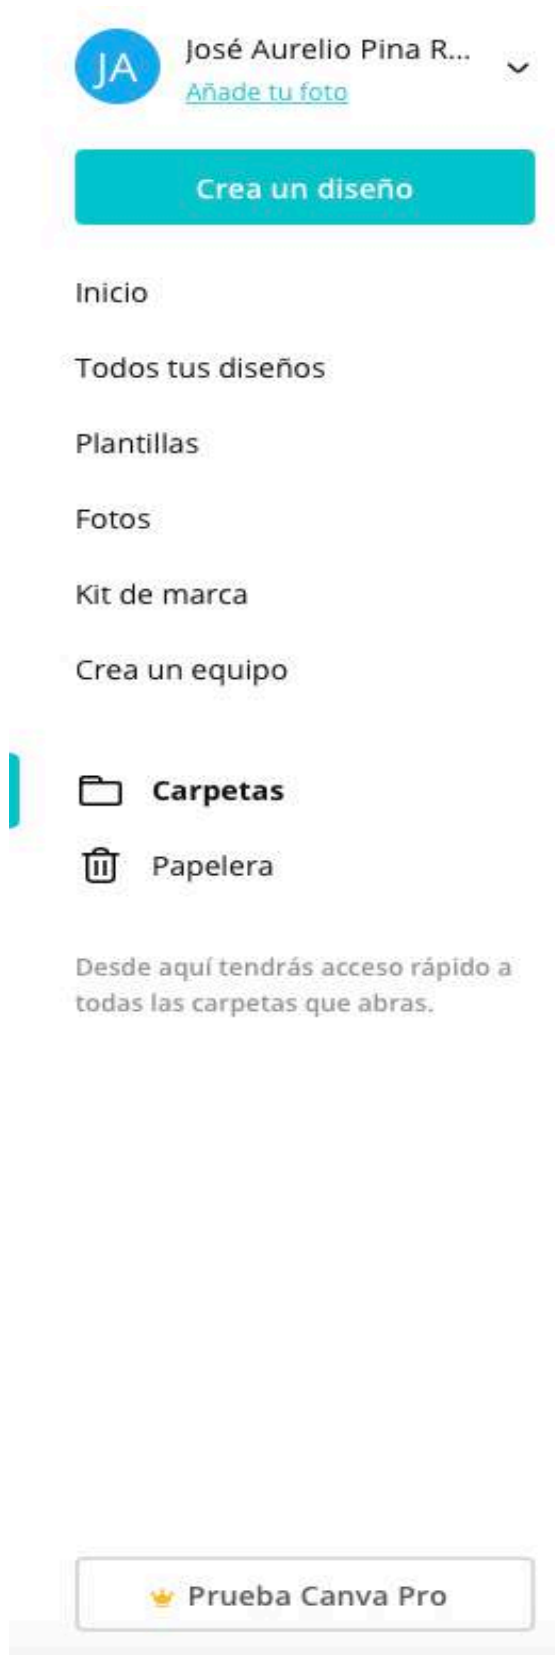 JA
José Aurelio Pina R...
Añade tu foto
Crea un diseño
Inicio
Todos tus diseños
Plantillas
Fotos
Kit de marca
Crea un equipo
Carpetas
Papelera
Desde aquí tendrás acceso rápido a
todas las carpetas que abras.
Prueba Canva Pro